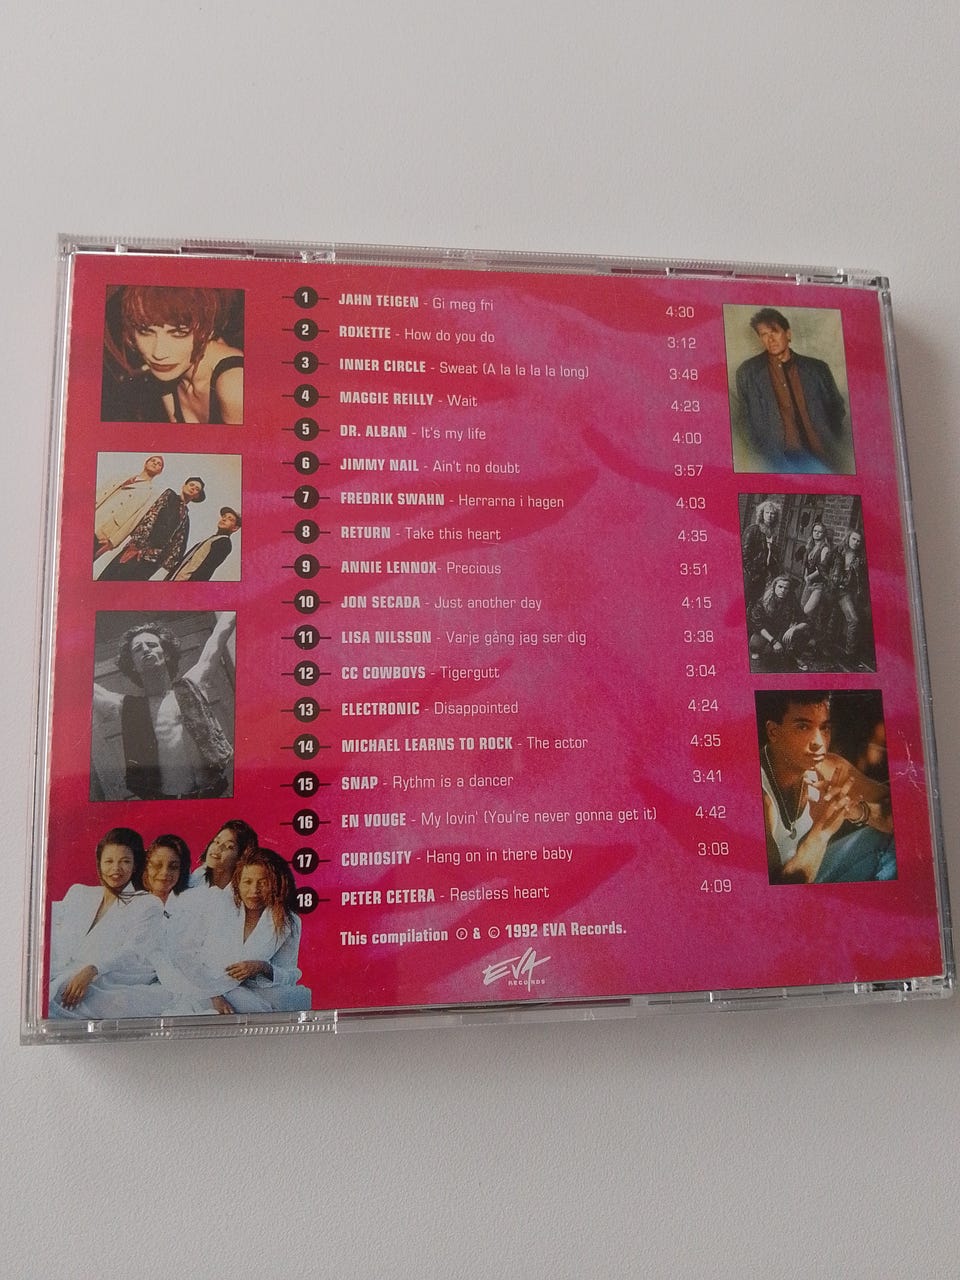 1 JAHN TEIGEN - Gi meg fri 4:30
2 ROXETTE - How do you do 3:12
3 INNER CIRCLE - Sweat (A la la la la long) 3:48
4 MAGGIE REILLY - Wait 4:23
5 DR. ALBAN - It's my life 4:00
6 JIMMY NAIL - Ain't no doubt 3:57
7 FREDRIK SWAHN - Herrarna i hagen 4:03
8 RETURN - Take this heart 4:35
9 ANNIE LENNOX- Precious 3:51
10 JON SECADA - Just another day 4:15
11 LISA NILSSON - Varje gång jag ser dig 3:38
12 CC COWBOYS - Tigergutt 3:04
13 ELECTRONIC - Disappointed 4:24
14 MICHAEL LEARNS TO ROCK - The actor 4:35
15 SNAP - Rythm is a dancer 3:41
16 EN VOUGE - My lovin' (You're never gonna get it) 4:42
17 CURIOSITY - Hang on in there baby 3:08
18 PETER CETERA - Restless heart 4:09
This compilation ℗ & © 1992 EVA Records.
EVA
RECORDS